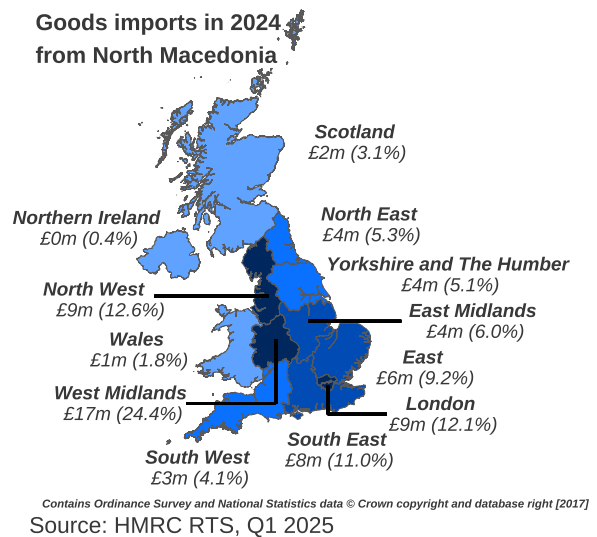 Goods imports in 2024
from North Macedonia
Scotland
£2m (3.1%)
Northern Ireland
£0m (0.4%)
North East
£4m (5.3%)
Yorkshire and The Humber
£4m (5.1%)
North West
£9m (12.6%)
East Midlands
£4m (6.0%)
Wales
£1m (1.8%)
East
£6m (9.2%)
West Midlands
£17m (24.4%)
London
£9m (12.1%)
South East
£8m (11.0%)
South West
£3m (4.1%)
Contains Ordinance Survey and National Statistics data © Crown copyright and database right [2017]
Source: HMRC RTS, Q1 2025